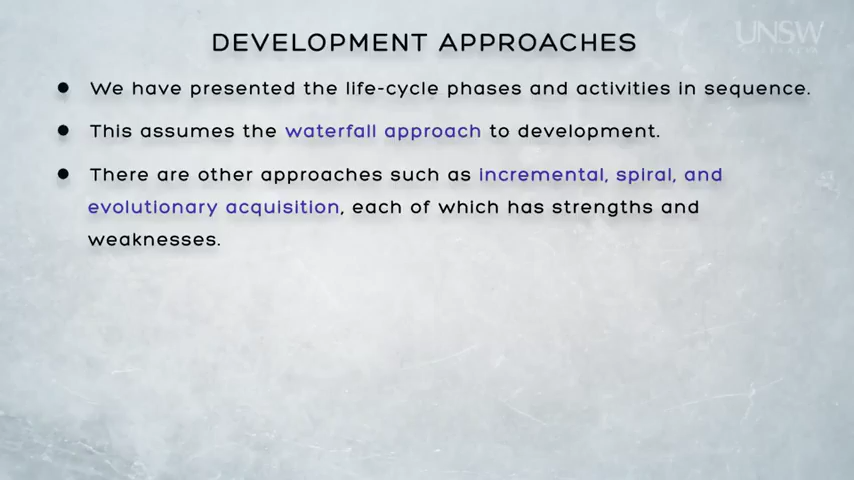 UNSW
AUSTRALIA
DEVELOPMENT APPROACHES
● We have presented the life-cycle phases and activities in sequence.
● This assumes the waterfall approach to development.
● There are other approaches such as incremental, spiral, and
evolutionary acquisition, each of which has strengths and
weaknesses.